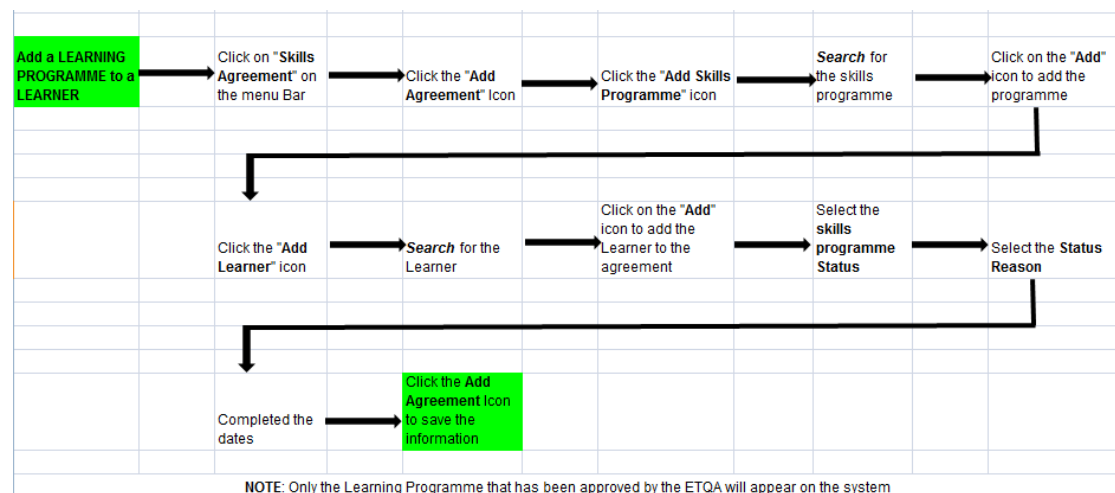 Add a LEARNING
PROGRAMME to a
LEARNER
Click on "Skills
Agreement" on
the menu Bar
Click the "Add
Agreement" Icon
Click the "Add Skills
Programme" icon
Search for
the skills
programme
Click on the "Add"
icon to add the
programme
Click the "Add
Learner" icon
Search for the
Learner
Click on the "Add"
icon to add the
Learner to the
agreement
Select the
skills
programme
Status
Select the Status
Reason
Completed the
dates
Click the Add
Agreement Icon
to save the
information
NOTE: Only the Learning Programme that has been approved by the ETQA will appear on the system